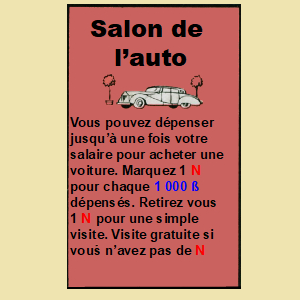 Salon de
l’auto
Vous pouvez dépenser
jusqu’à une fois votre
salaire pour acheter une
voiture. Marquez 1 N
pour chaque 1 000 ß
dépensés. Retirez vous
1 N pour une simple
visite. Visite gratuite si
vous n’avez pas de N